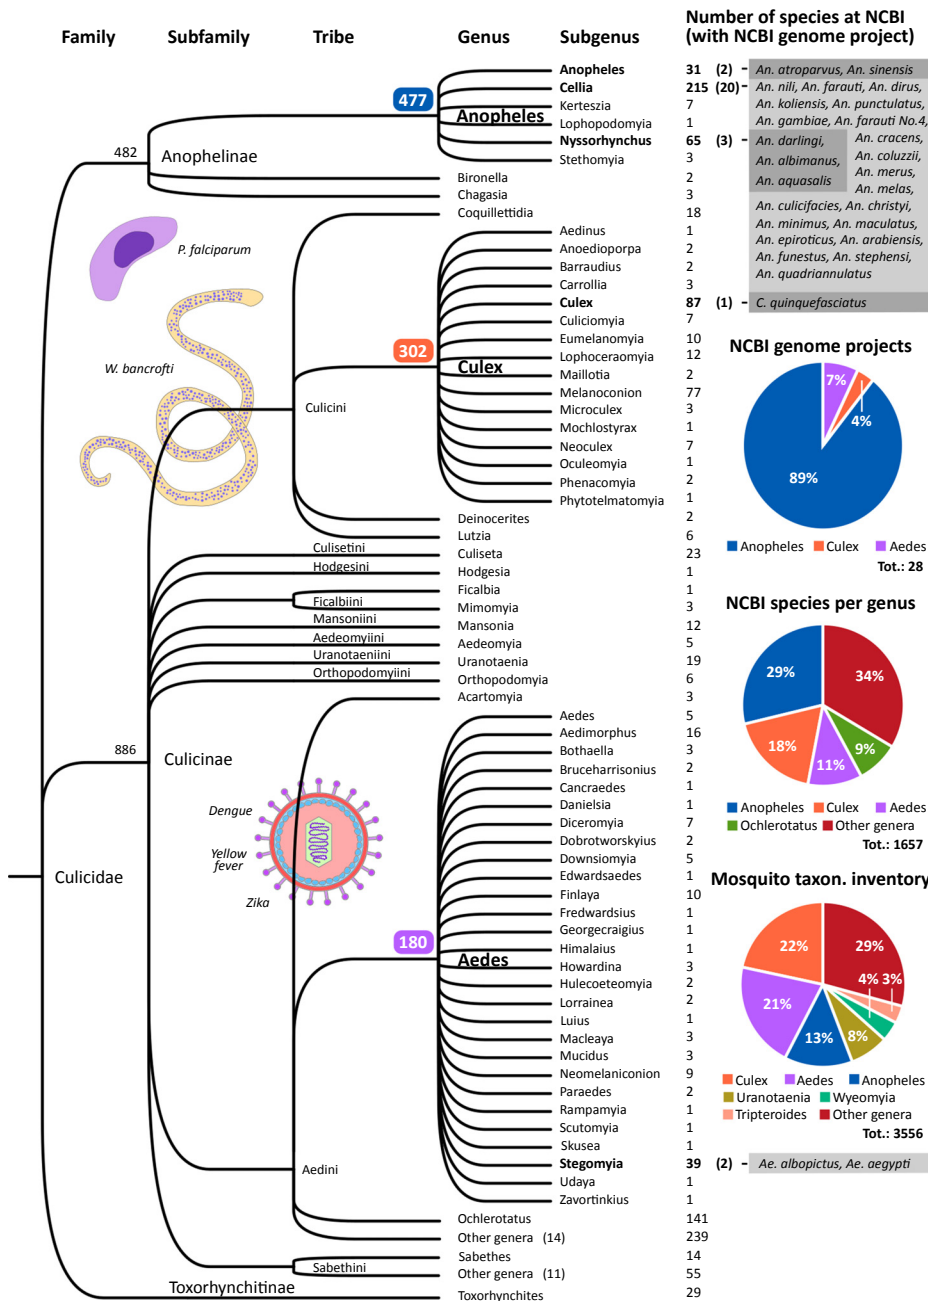 Family Subfamily Tribe Genus Subgenus Number of species at NCBI
(with NCBI genome project)
Anopheles 31 (2) - An. atroparvus, An. sinensis
Cellia 215 (20) - An. nili, An. farauti, An. dirus,
477
Kerteszia 7 An. koliensis, An. punctulatus,
Anopheles
Lophopodomyia 1 An. gambiae, An. farauti No.4,
Nyssorhynchus 65 (3) - An. darlingi, An. cracens,
482
Anophelinae
Stethomyia 3 An. albimanus, An. coluzzii,
Bironella 2 An. aquasalis An. merus,
Chagasia 3 An. melas,
Coquillettidia 18 An. culicifacies, An. christyi,
Aedinus 1 An. minimus, An. maculatus,
P. falciparum
Anoedioporpa 2 An. epiroticus, An. arabiensis,
Barraudius 2 An. funestus, An. stephensi,
Carrollia 3 An. quadriannulatus
Culex 87 (1) - C. quinquefasciatus
Culiciomyia 7
Eumelanomyia 10
302
Culex
Lophoceraomyia 12
W. bancrofti
Maillotia 2
Melanoconion 77
Culicini
Microculex 3
Mochlostyrax 1
Neoculex 7
Oculeomyia 1
Phenacomyia 2
Phytotelmatomyia 1
Deinocerites 2
Lutzia 6
Culisetini Culiseta 23
Hodgesini Hodgesia 1
Ficalbiini Ficalbia 1
Mimomyia 3
Mansoniini Mansonia 12
Aedeomyiini Aedeomyia 5
Uranotaeniini Uranotaenia 19
Orthopodomyiini Orthopodomyia 6
Acartomyia 3
Aedes 5
Aedimorphus 16
886
Culicinae
Bothaella 3
Bruceharrisonius 2
Cancraedes 1
Dengue
Danielsia 1
Diceromyia 7
Dobrotworskyius 2
Yellow
fever
Downsiomyia 5
Culicidae
Edwardsaedes 1
Zika
Finlaya 10
Fredwardsius 1
Georgecraigius 1
180
Aedes
Himalaius 1
Howardina 3
Hulecoeteomyia 2
Lorrainea 2
Luius 1
Macleaya 3
Mucidus 3
Neomelaniconion 9
Paraedes 2
Rampamyia 1
Scutomyia 1
Skusea 1
Aedini
Stegomyia 39 (2) - Ae. albopictus, Ae. aegypti
Udaya 1
Zavortinkius 1
Ochlerotatus 141
Other genera (14) 239
Sabethini Sabethes 14
Other genera (11) 55
Toxorhynchitinae Toxorhynchites 29
NCBI genome projects
7%
4%
89%
Anopheles Culex Aedes
Tot.: 28
NCBI species per genus
29% 34%
18% 11% 9%
Anopheles Culex Aedes
Ochlerotatus Other genera
Tot.: 1657
Mosquito taxon. inventory
22% 29%
4% 3%
21% 13% 8%
Culex Aedes Anopheles
Uranotaenia Wyeomyia
Tripteroides Other genera
Tot.: 3556